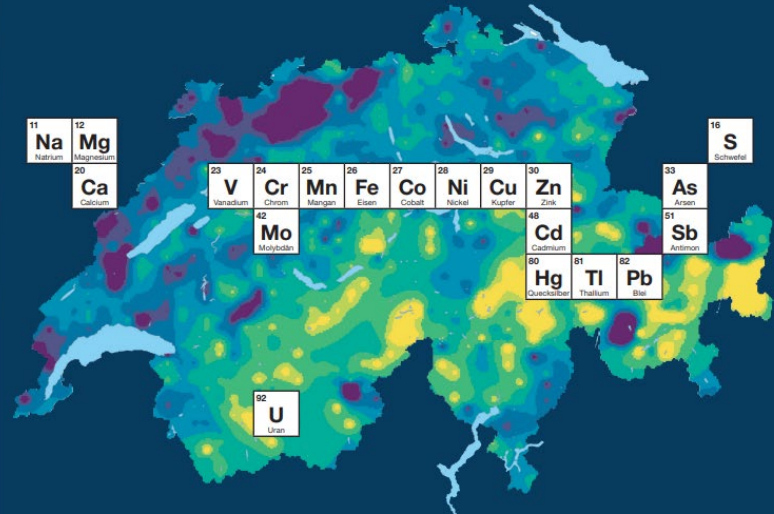 11
Na
Natrium
12
Mg
Magnesium
16
S
Schwefel
20
Ca
Calcium
23
V
Vanadium
24
Cr
Chrom
25
Mn
Mangan
26
Fe
Eisen
27
Co
Cobalt
28
Ni
Nickel
29
Cu
Kupfer
30
Zn
Zink
33
As
Arsen
42
Mo
Molybdän
48
Cd
Cadmium
51
Sb
Antimon
80
Hg
Quecksilber
81
Tl
Thallium
82
Pb
Blei
92
U
Uran